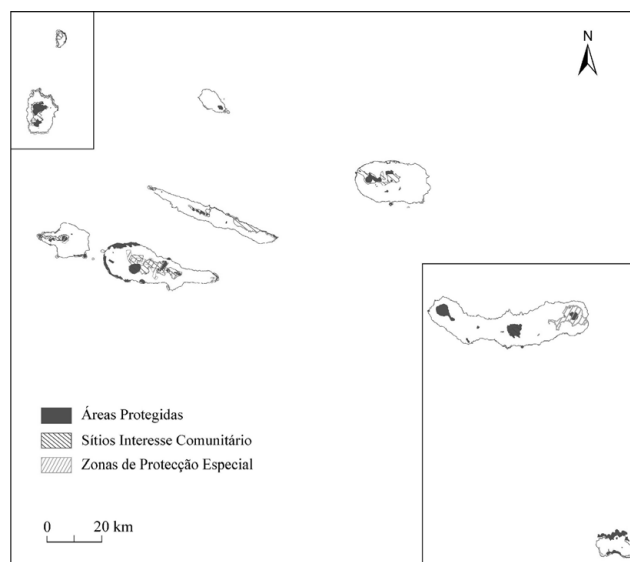 N
Áreas Protegidas
Sítios Interesse Comunitário
Zonas de Protecção Especial
0 20 km